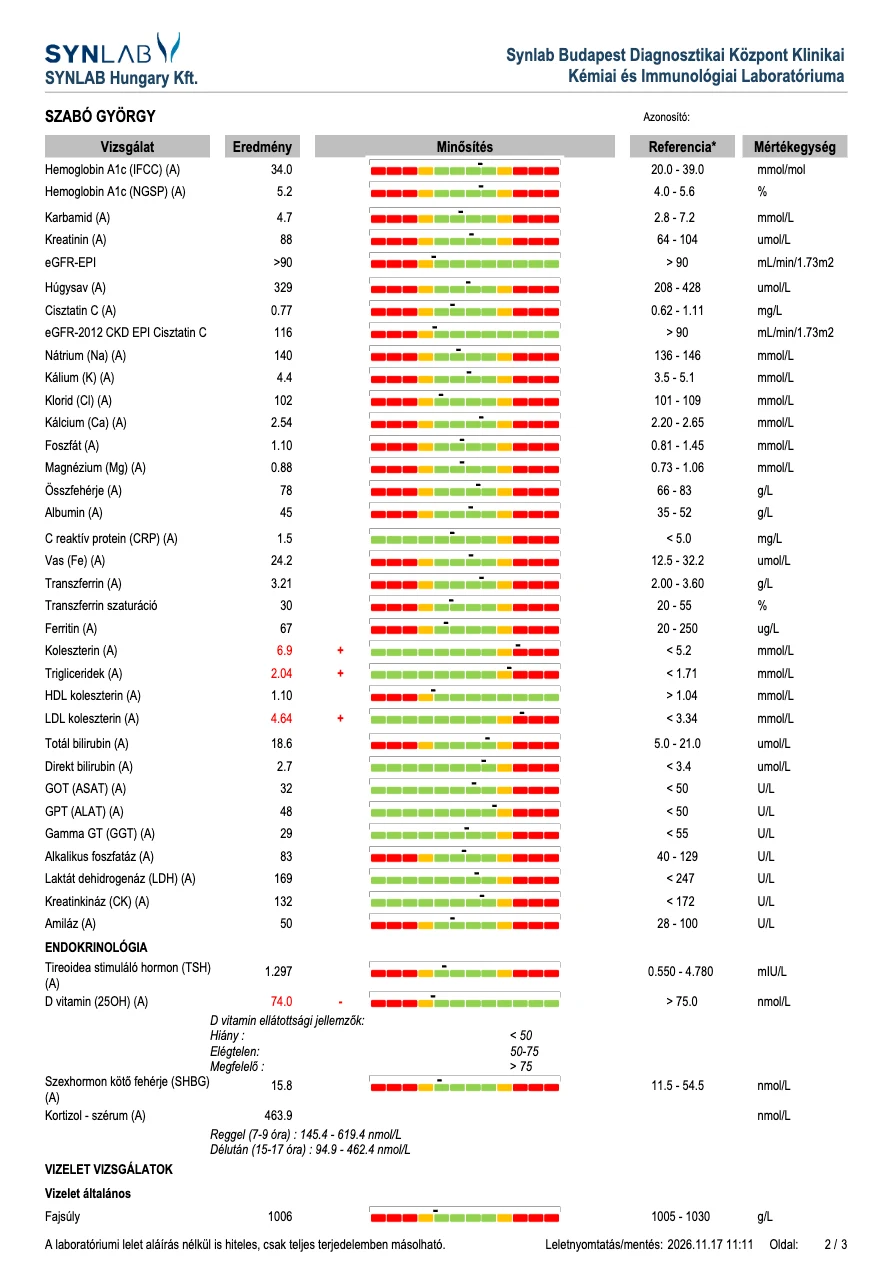 SYNLAB
SYNLAB Hungary Kft.
Synlab Budapest Diagnosztikai Központ Klinikai
Kémiai és Immunológiai Laboratóriuma
SZABÓ GYÖRGY
Azonosító:
Vizsgálat Eredmény Minősítés Referencia* Mértékegység
Hemoglobin A1c (IFCC) (A) 34.0 20.0 - 39.0 mmol/mol
Hemoglobin A1c (NGSP) (A) 5.2 4.0 - 5.6 %
Karbamid (A) 4.7 2.8 - 7.2 mmol/L
Kreatinin (A) 88 64 - 104 umol/L
eGFR-EPI >90 > 90 mL/min/1.73m2
Húgysav (A) 329 208 - 428 umol/L
Cisztatin C (A) 0.77 0.62 - 1.11 mg/L
eGFR-2012 CKD EPI Cisztatin C 116 > 90 mL/min/1.73m2
Nátrium (Na) (A) 140 136 - 146 mmol/L
Kálium (K) (A) 4.4 3.5 - 5.1 mmol/L
Klorid (Cl) (A) 102 101 - 109 mmol/L
Kálcium (Ca) (A) 2.54 2.20 - 2.65 mmol/L
Foszfát (A) 1.10 0.81 - 1.45 mmol/L
Magnézium (Mg) (A) 0.88 0.73 - 1.06 mmol/L
Összfehérje (A) 78 66 - 83 g/L
Albumin (A) 45 35 - 52 g/L
C reaktív protein (CRP) (A) 1.5 < 5.0 mg/L
Vas (Fe) (A) 24.2 12.5 - 32.2 umol/L
Transzferrin (A) 3.21 2.00 - 3.60 g/L
Transzferrin szaturáció 30 20 - 55 %
Ferritin (A) 67 20 - 250 ug/L
Koleszterin (A) 6.9 + < 5.2 mmol/L
Trigliceridek (A) 2.04 + < 1.71 mmol/L
HDL koleszterin (A) 1.10 > 1.04 mmol/L
LDL koleszterin (A) 4.64 + < 3.34 mmol/L
Totál bilirubin (A) 18.6 5.0 - 21.0 umol/L
Direkt bilirubin (A) 2.7 < 3.4 umol/L
GOT (ASAT) (A) 32 < 50 U/L
GPT (ALAT) (A) 48 < 50 U/L
Gamma GT (GGT) (A) 29 < 55 U/L
Alkalikus foszfatáz (A) 83 40 - 129 U/L
Laktát dehidrogenáz (LDH) (A) 169 < 247 U/L
Kreatinkináz (CK) (A) 132 < 172 U/L
Amiláz (A) 50 28 - 100 U/L
ENDOKRINOLÓGIA
Tireoidea stimuláló hormon (TSH) 1.297 0.550 - 4.780 mIU/L
(A)
D vitamin (25OH) (A) 74.0 - > 75.0 nmol/L
D vitamin ellátottsági jellemzők:
Hiány : < 50
Elégtelen: 50-75
Megfelelő : > 75
Szexhormon kötő fehérje (SHBG) 15.8 11.5 - 54.5 nmol/L
(A)
Kortizol - szérum (A) 463.9 nmol/L
Reggel (7-9 óra) : 145.4 - 619.4 nmol/L
Délután (15-17 óra) : 94.9 - 462.4 nmol/L
VIZELET VIZSGÁLATOK
Vizelet általános
Fajsúly 1006 1005 - 1030 g/L
A laboratóriumi lelet aláírás nélkül is hiteles, csak teljes terjedelemben másolható. Leletnyomtatás/mentés: 2026.11.17 11:11 Oldal: 2 / 3